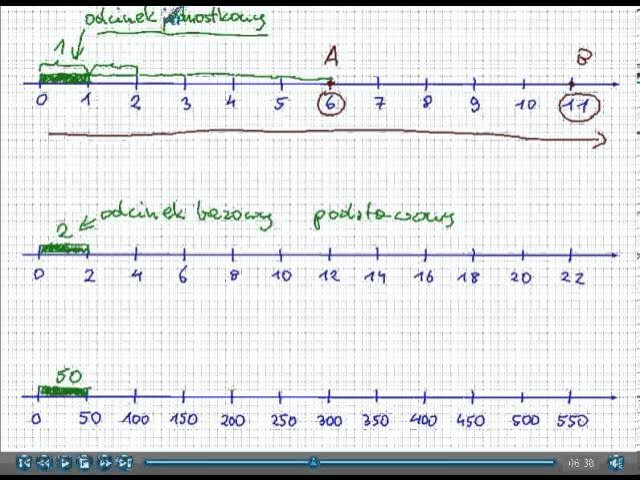 odcinek jednostkowy
1 A B
0 1 2 3 4 5 6 7 8 9 10 11
2 odcinek bazowy podstawowy
0 2 4 6 8 10 12 14 16 18 20 22
50
0 50 100 150 200 250 300 350 400 450 500 550
06:30